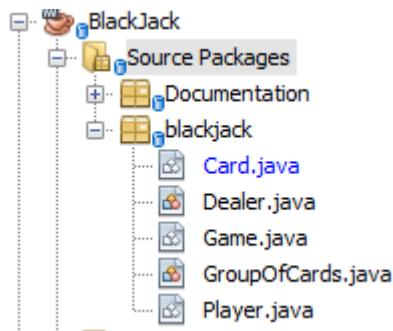 BlackJack
Source Packages
Documentation
blackjack
Card.java
Dealer.java
Game.java
GroupOfCards.java
Player.java